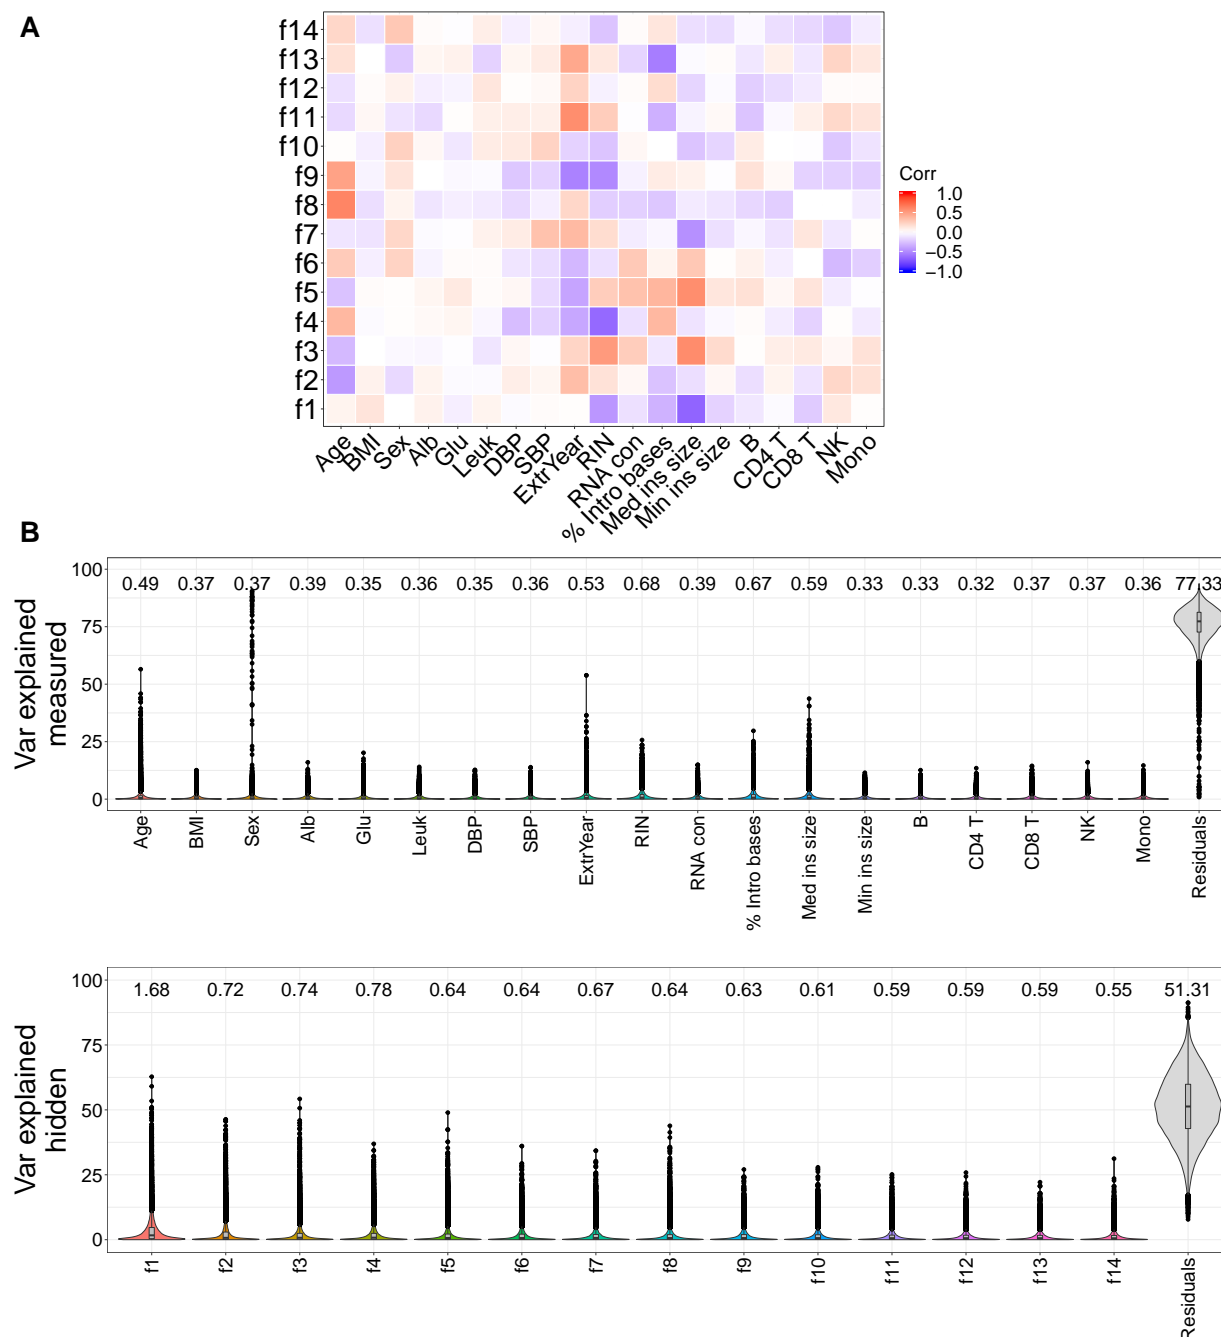 A
f14
f13
f12
f11
f10
f9
f8
f7
f6
f5
f4
f3
f2
f1
Age BMI Sex Alb Glu Leuk DBP SBP ExtrYear RIN RNA con % Intro bases Med ins size Min ins size B CD4 T CD8 T NK Mono
Corr
1.0
0.5
0.0
−0.5
−1.0
B
Var explained
measured
100
75
50
25
0
0.49 0.37 0.37 0.39 0.35 0.36 0.35 0.36 0.53 0.68 0.39 0.67 0.59 0.33 0.33 0.32 0.37 0.37 0.36 77.33
Age BMI Sex Alb Glu Leuk DBP SBP ExtrYear RIN RNA con % Intro bases Med ins size Min ins size B CD4 T CD8 T NK Mono Residuals
Var explained
hidden
100
75
50
25
0
1.68 0.72 0.74 0.78 0.64 0.64 0.67 0.64 0.63 0.61 0.59 0.59 0.59 0.55 51.31
f1 f2 f3 f4 f5 f6 f7 f8 f9 f10 f11 f12 f13 f14 Residuals